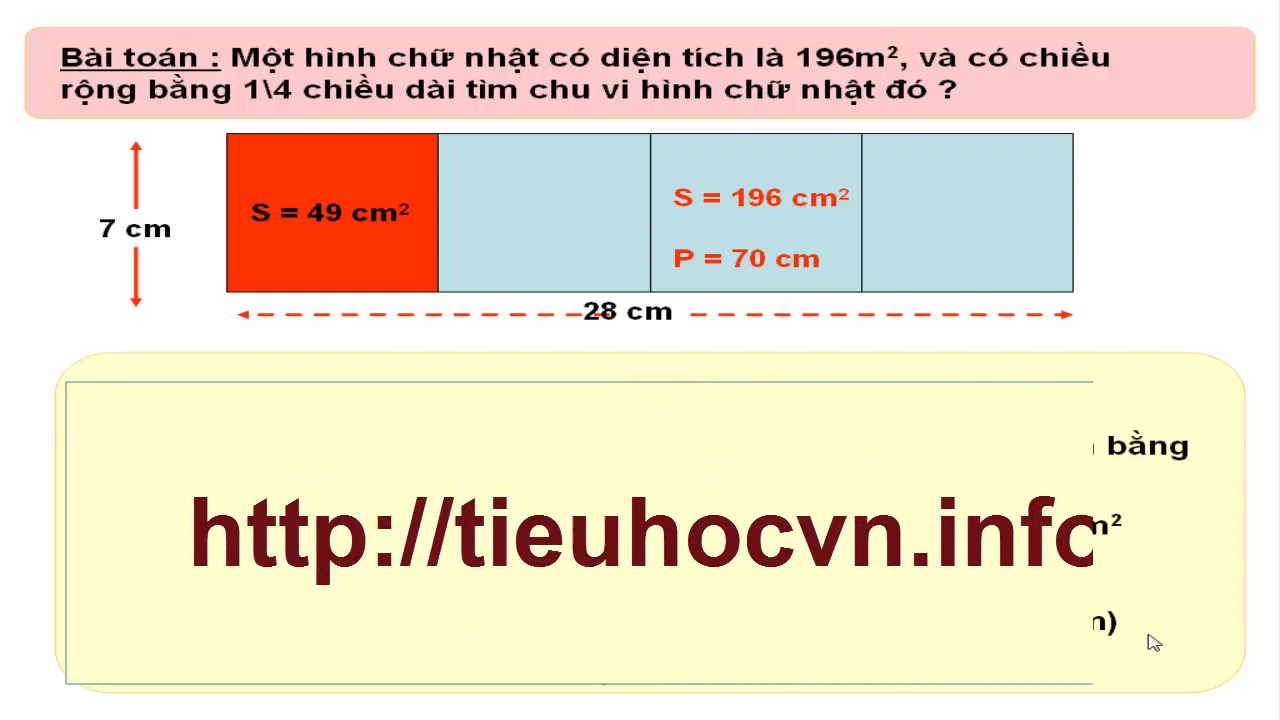 Bài toán : Một hình chữ nhật có diện tích là 196m², và có chiều
rộng bằng 1\4 chiều dài tìm chu vi hình chữ nhật đó ?
S = 49 cm²
S = 196 cm²
7 cm
P = 70 cm
28 cm
bằng
http://tieuhocvn.info